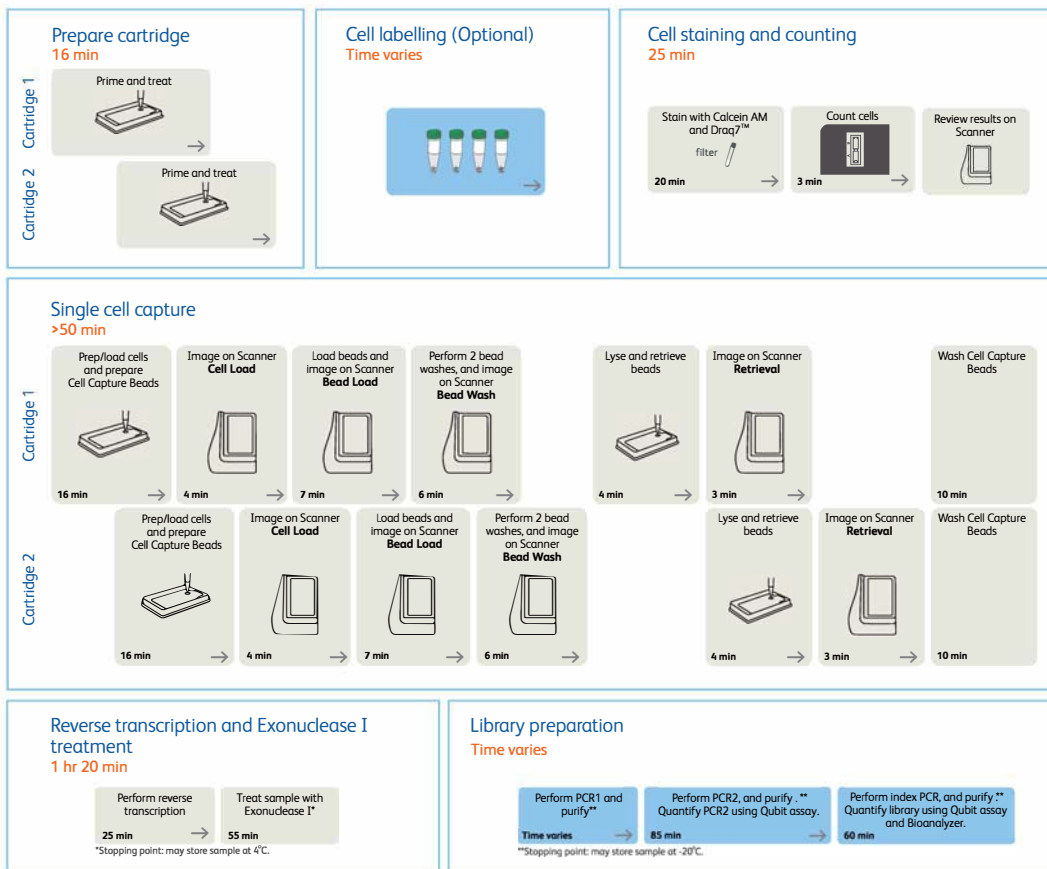 Prepare cartridge
16 min
Cartridge 1
Prime and treat
Cartridge 2
Prime and treat
Cell labelling (Optional)
Time varies
Cell staining and counting
25 min
Stain with Calcein AM
and Draq7™
filter
20 min
Count cells
3 min
Review results on
Scanner
Single cell capture
>50 min
Cartridge 1
Prep/load cells
and prepare
Cell Capture Beads
16 min
Image on Scanner
Cell Load
4 min
Load beads and
image on Scanner
Bead Load
7 min
Perform 2 bead
washes, and image
on Scanner
Bead Wash
6 min
Lyse and retrieve
beads
4 min
Image on Scanner
Retrieval
3 min
Wash Cell Capture
Beads
10 min
Cartridge 2
Prep/load cells
and prepare
Cell Capture Beads
16 min
Image on Scanner
Cell Load
4 min
Load beads and
image on Scanner
Bead Load
7 min
Perform 2 bead
washes, and image
on Scanner
Bead Wash
6 min
Lyse and retrieve
beads
4 min
Image on Scanner
Retrieval
3 min
Wash Cell Capture
Beads
10 min
Reverse transcription and Exonuclease I
treatment
1 hr 20 min
Perform reverse
transcription
25 min
Treat sample with
Exonuclease I*
55 min
*Stopping point: may store sample at 4°C.
Library preparation
Time varies
Perform PCR1 and
purify**
Time varies
Perform PCR2, and purify . **
Quantify PCR2 using Qubit assay.
85 min
Perform index PCR, and purify .**
Quantify library using Qubit assay
and Bioanalyzer.
60 min
**Stopping point: may store sample at -20°C.